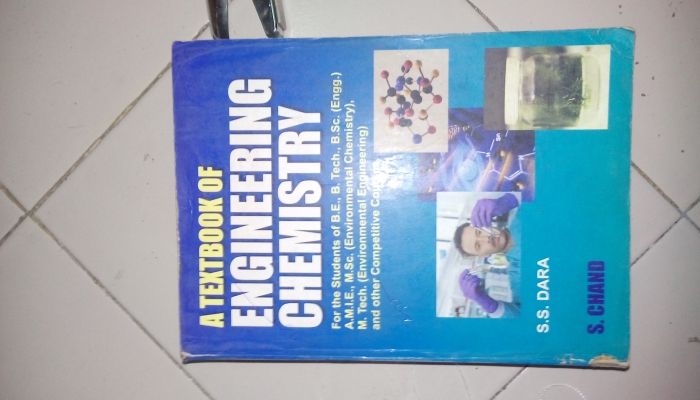 A TEXTBOOK OF
ENGINEERING
CHEMISTRY
For the Students of B.E., B. Tech., B.Sc. (Engg.)
A.M.I.E., M.Sc. (Environmental Chemistry),
M. Tech. (Environmental Engineering)
and other Competitive
S.S. DARA
S. CHAND